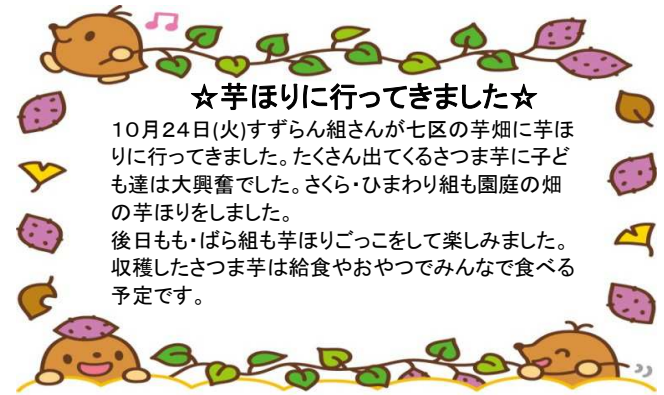 ☆芋ほりに行ってきました☆
10月24日(火)すずらん組さんが七区の芋畑に芋ほ
りに行ってきました。たくさん出てくるさつま芋に子ど
も達は大興奮でした。さくら・ひまわり組も園庭の畑
の芋ほりをしました。
後日もも・ばら組も芋ほりごっこをして楽しみました。
収穫したさつま芋は給食やおやつでみんなで食べる
予定です。